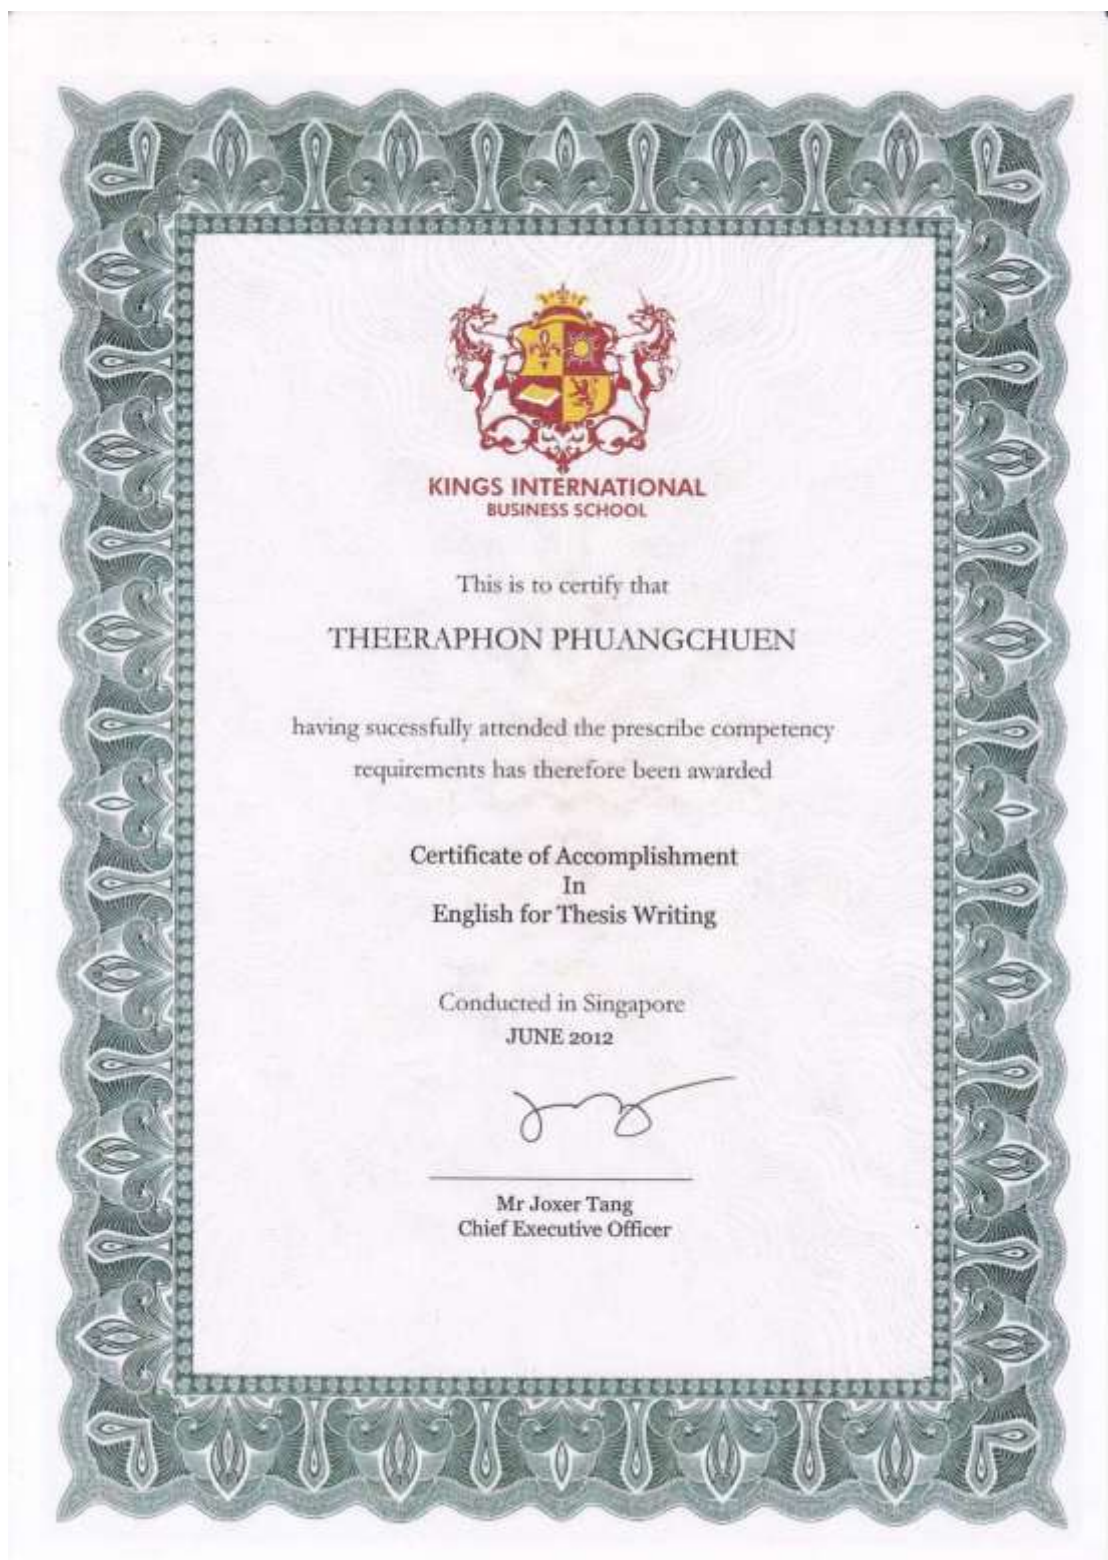 KINGS INTERNATIONAL
BUSINESS SCHOOL
This is to certify that
THEERAPHON PHUANGCHUEN
having sucessfully attended the prescribe competency
requirements has therefore been awarded
Certificate of Accomplishment
In
English for Thesis Writing
Conducted in Singapore
JUNE 2012
Mr Joxer Tang
Chief Executive Officer